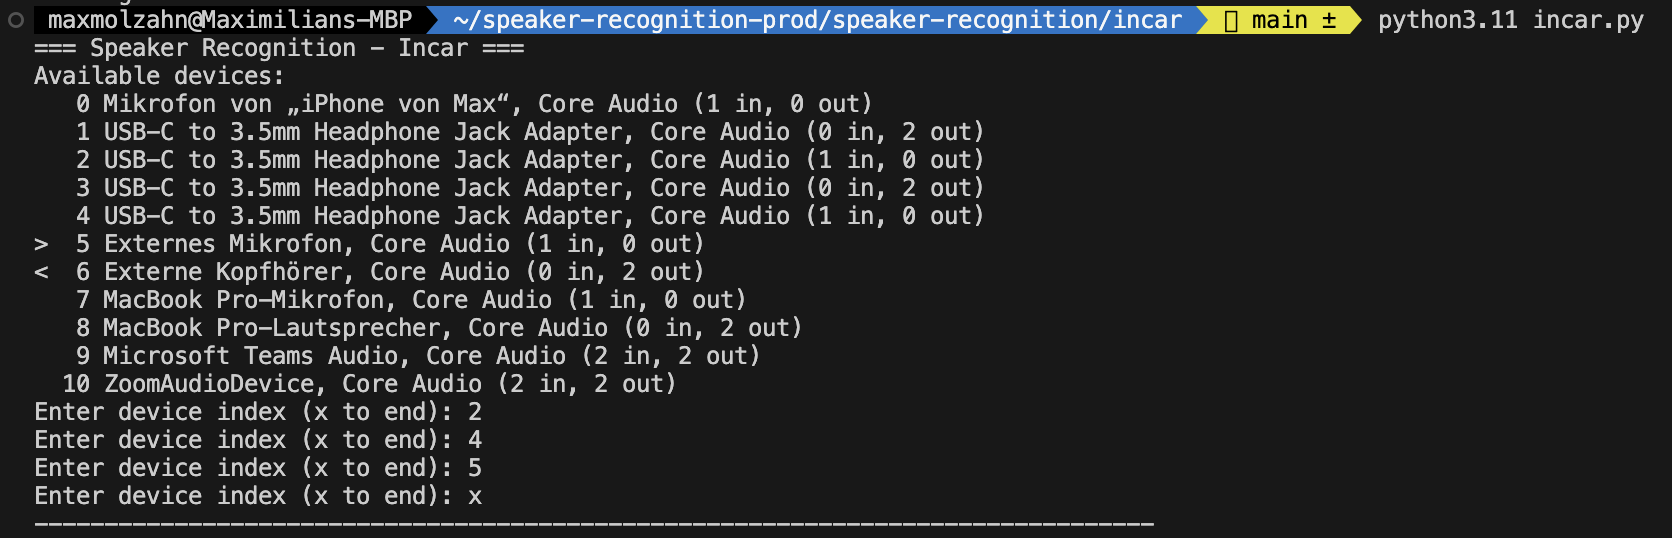 maxmolzahn@Maximilians-MBP ~/speaker-recognition-prod/speaker-recognition/incar main ± python3.11 incar.py
=== Speaker Recognition - Incar ===
Available devices:
0 Mikrofon von „iPhone von Max“, Core Audio (1 in, 0 out)
1 USB-C to 3.5mm Headphone Jack Adapter, Core Audio (0 in, 2 out)
2 USB-C to 3.5mm Headphone Jack Adapter, Core Audio (1 in, 0 out)
3 USB-C to 3.5mm Headphone Jack Adapter, Core Audio (0 in, 2 out)
4 USB-C to 3.5mm Headphone Jack Adapter, Core Audio (1 in, 0 out)
> 5 Externes Mikrofon, Core Audio (1 in, 0 out)
< 6 Externe Kopfhörer, Core Audio (0 in, 2 out)
7 MacBook Pro-Mikrofon, Core Audio (1 in, 0 out)
8 MacBook Pro-Lautsprecher, Core Audio (0 in, 2 out)
9 Microsoft Teams Audio, Core Audio (2 in, 2 out)
10 ZoomAudioDevice, Core Audio (2 in, 2 out)
Enter device index (x to end): 2
Enter device index (x to end): 4
Enter device index (x to end): 5
Enter device index (x to end): x
--------------------------------------------------------------------------------